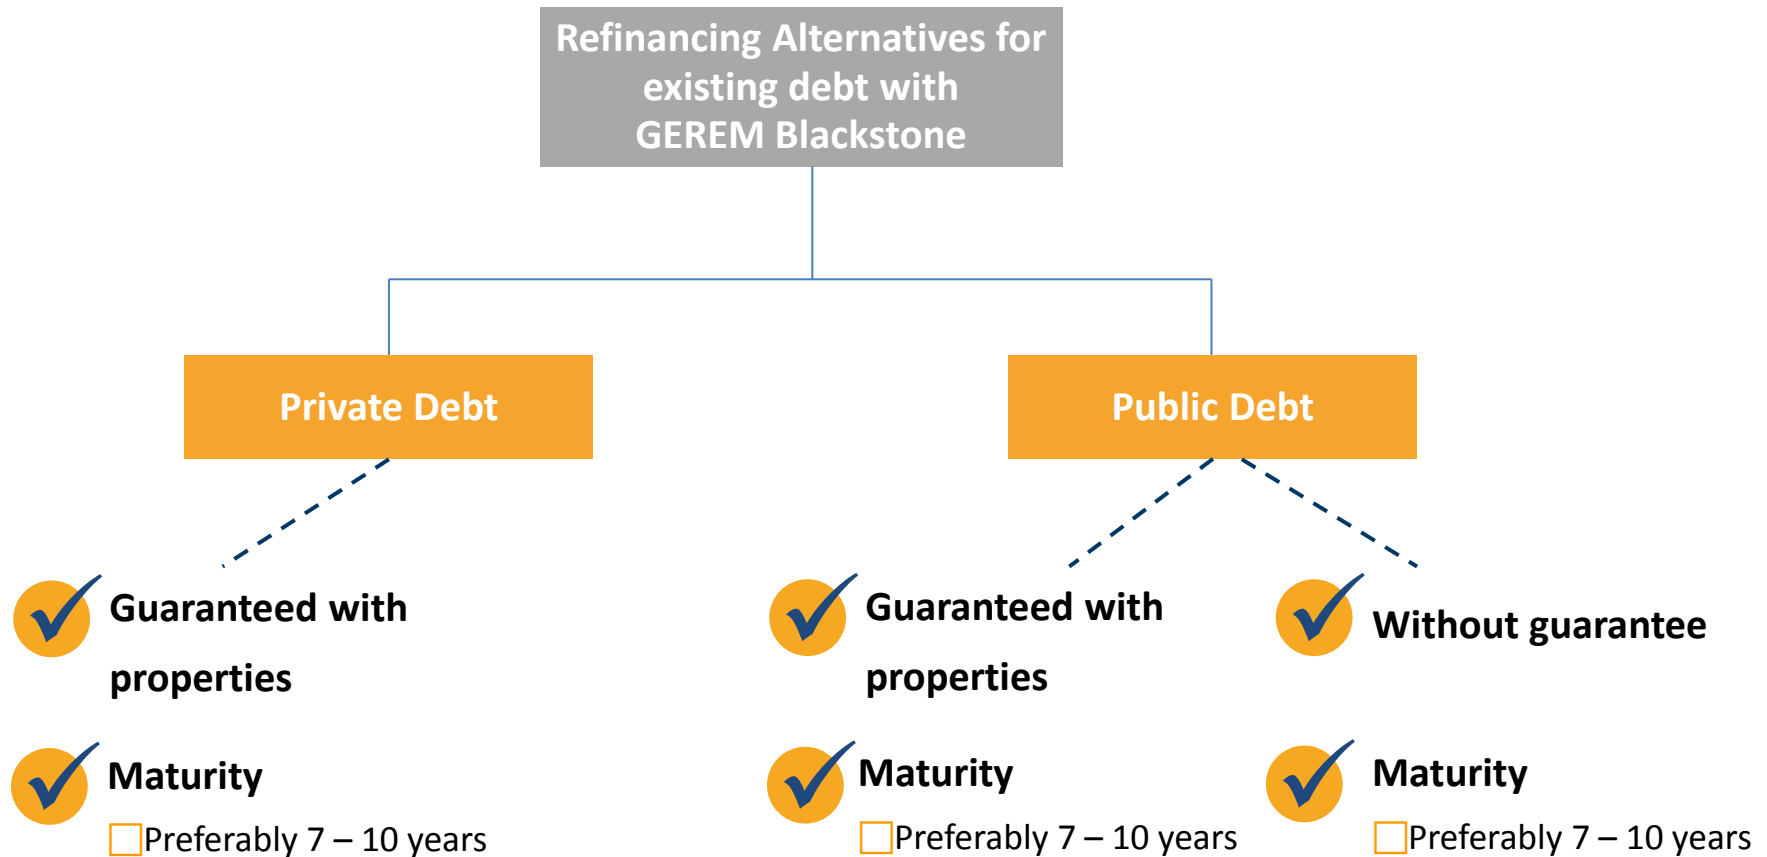 Refinancing Alternatives for
existing debt with
GEREM Blackstone
Private Debt
Public Debt
Guaranteed with
properties
Maturity
Preferably 7 – 10 years
Guaranteed with
properties
Maturity
Preferably 7 – 10 years
Without guarantee
Maturity
Preferably 7 – 10 years